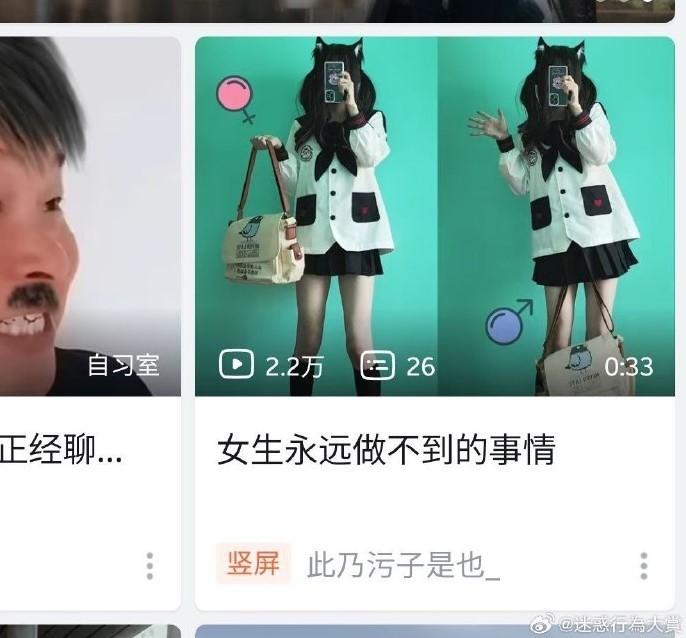 自习室
2.2万
26
0:33
正经聊...
女生永远做不到的事情
竖屏
此乃污子是也_
@迷惑行為大賞